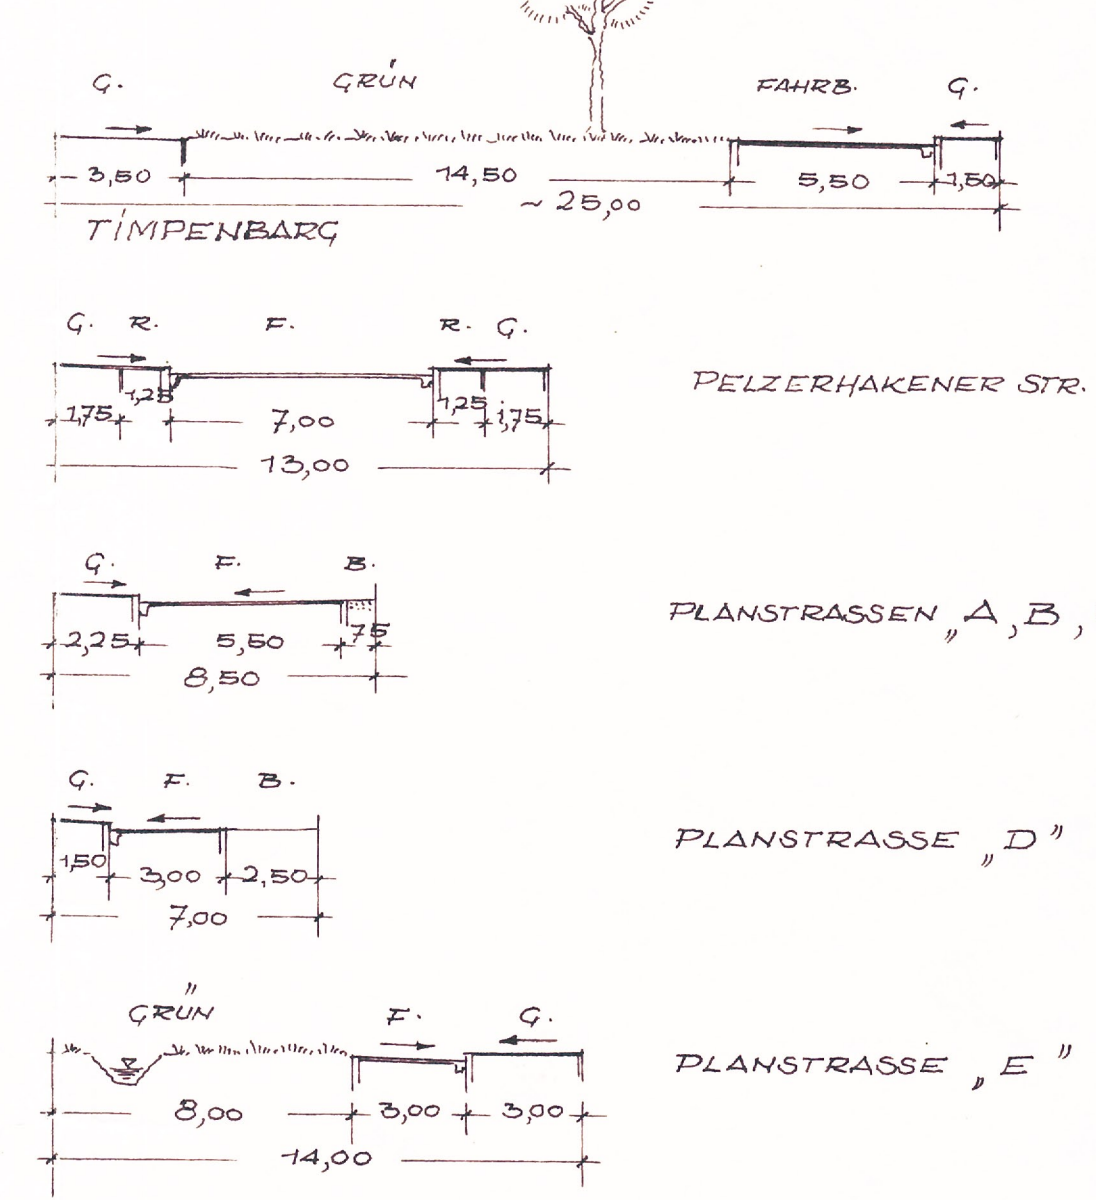 G. GRÜN FAHRB. G.
3,50 14,50 5,50 1,50
~ 25,00
TIMPENBARG
G. R. F. R. G.
PELZERHAKENER STR.
1,25 1,25
1,75 7,00 1,75
13,00
G. F. B.
PLANSTRASSEN „A, B,
2,25 5,50 75
8,50
G. F. B.
PLANSTRASSE „D"
1,50 3,00 2,50
7,00
GRÜN F. G.
PLANSTRASSE „E"
8,00 3,00 3,00
14,00